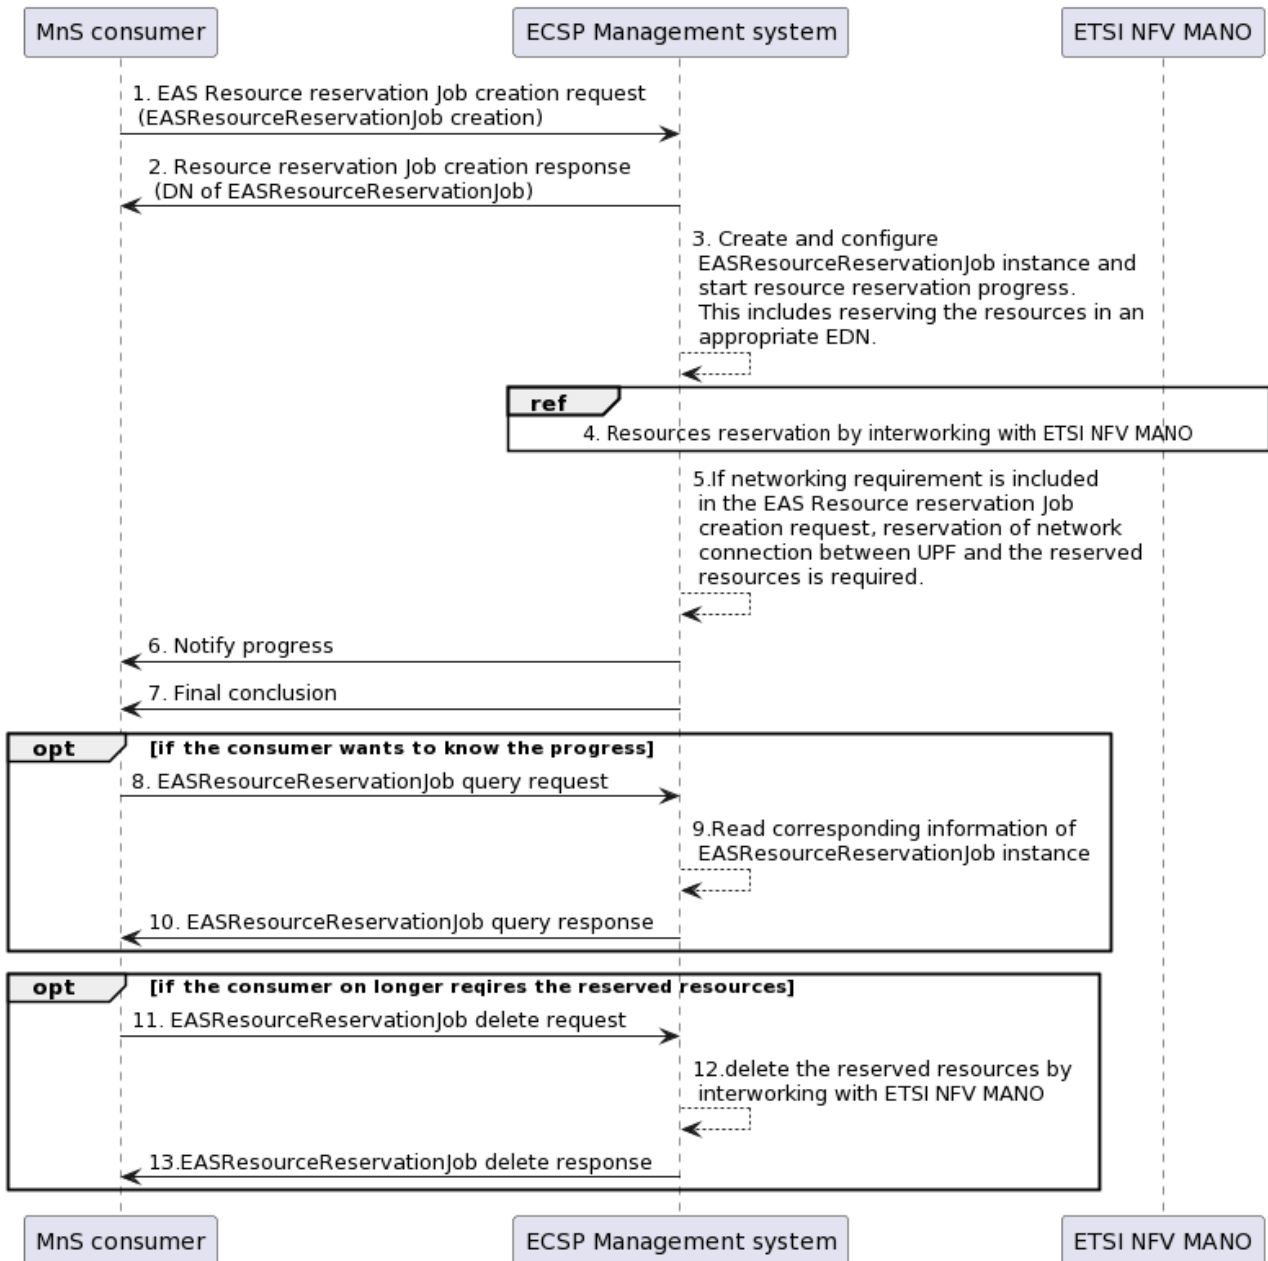 MnS consumer
ECSP Management system
ETSI NFV MANO
1. EAS Resource reservation Job creation request
(EASResourceReservationJob creation)
2. Resource reservation Job creation response
(DN of EASResourceReservationJob)
3. Create and configure
EASResourceReservationJob instance and
start resource reservation progress.
This includes reserving the resources in an
appropriate EDN.
ref
4. Resources reservation by interworking with ETSI NFV MANO
5.If networking requirement is included
in the EAS Resource reservation Job
creation request, reservation of network
connection between UPF and the reserved
resources is required.
6. Notify progress
7. Final conclusion
opt
[if the consumer wants to know the progress]
8. EASResourceReservationJob query request
9.Read corresponding information of
EASResourceReservationJob instance
10. EASResourceReservationJob query response
opt
[if the consumer on longer reqires the reserved resources]
11. EASResourceReservationJob delete request
12.delete the reserved resources by
interworking with ETSI NFV MANO
13.EASResourceReservationJob delete response
MnS consumer
ECSP Management system
ETSI NFV MANO